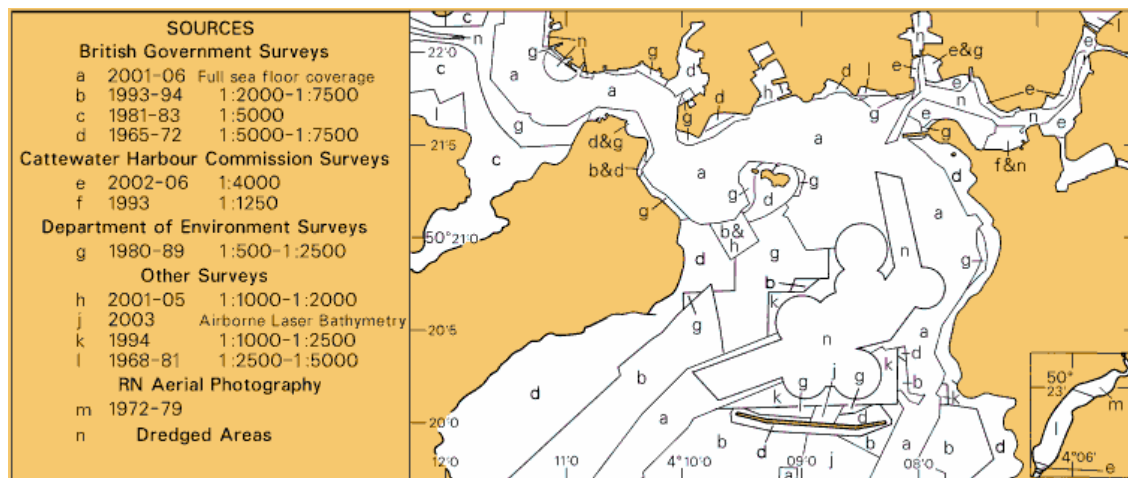 SOURCES
British Government Surveys
a 2001-06 Full sea floor coverage
b 1993-94 1:2000-1:7500
c 1981-83 1:5000
d 1965-72 1:5000-1:7500
Cattewater Harbour Commission Surveys
e 2002-06 1:4000
f 1993 1:1250
Department of Environment Surveys
g 1980-89 1:500-1:2500
Other Surveys
h 2001-05 1:1000-1:2000
j 2003 Airborne Laser Bathymetry
k 1994 1:1000-1:2500
l 1968-81 1:2500-1:5000
RN Aerial Photography
m 1972-79
n Dredged Areas
c
n
n
n
e
22'0
g
e&g
c
a
g
d
d
l
e
e
h
a
e
n
l
g
d
g
e
n
e
g
g
21'5
d&g
f&n
c
b&d
a
a
d
g
g
d
a
g
50°21'0
b&
h
g
n
d
g
b
k
20'5
g
a
n
d
j
k
d
b
g
g
b
k
50°
23'
m
d
k
a
d
20'0
b
d
b
a
b
d
l
j
12'0
11'0
4°10'0
09'0
08'0
4°06'
a
e